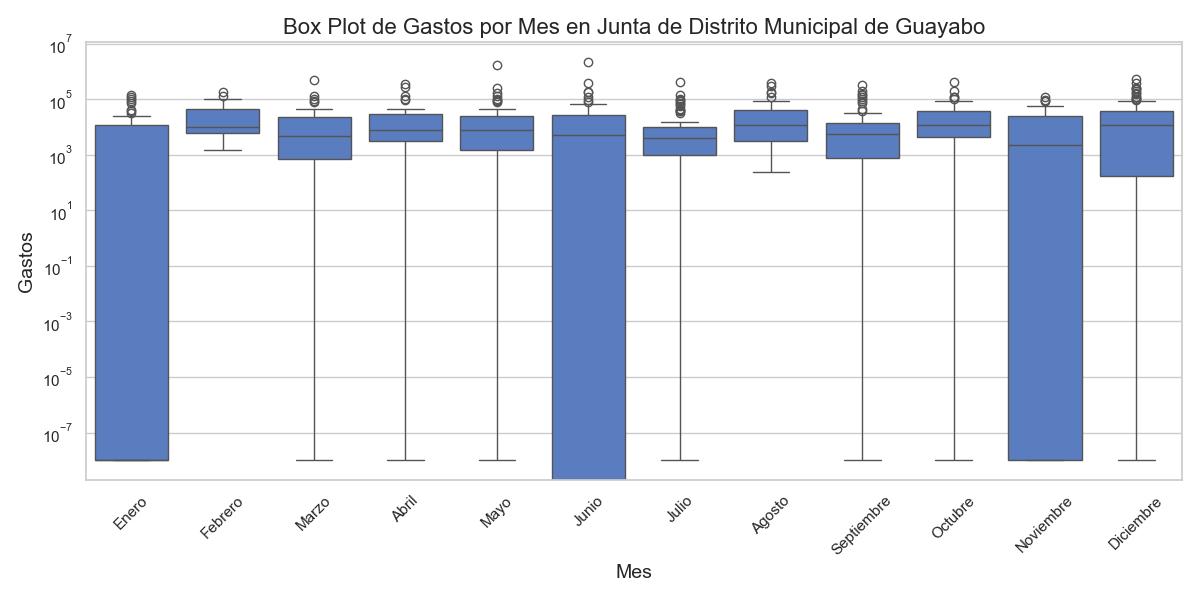 Box Plot de Gastos por Mes en Junta de Distrito Municipal de Guayabo
Gastos
10^7
10^5
10^3
10^1
10^−1
10^−3
10^−5
10^−7
Enero
Febrero
Marzo
Abril
Mayo
Junio
Julio
Agosto
Septiembre
Octubre
Noviembre
Diciembre
Mes